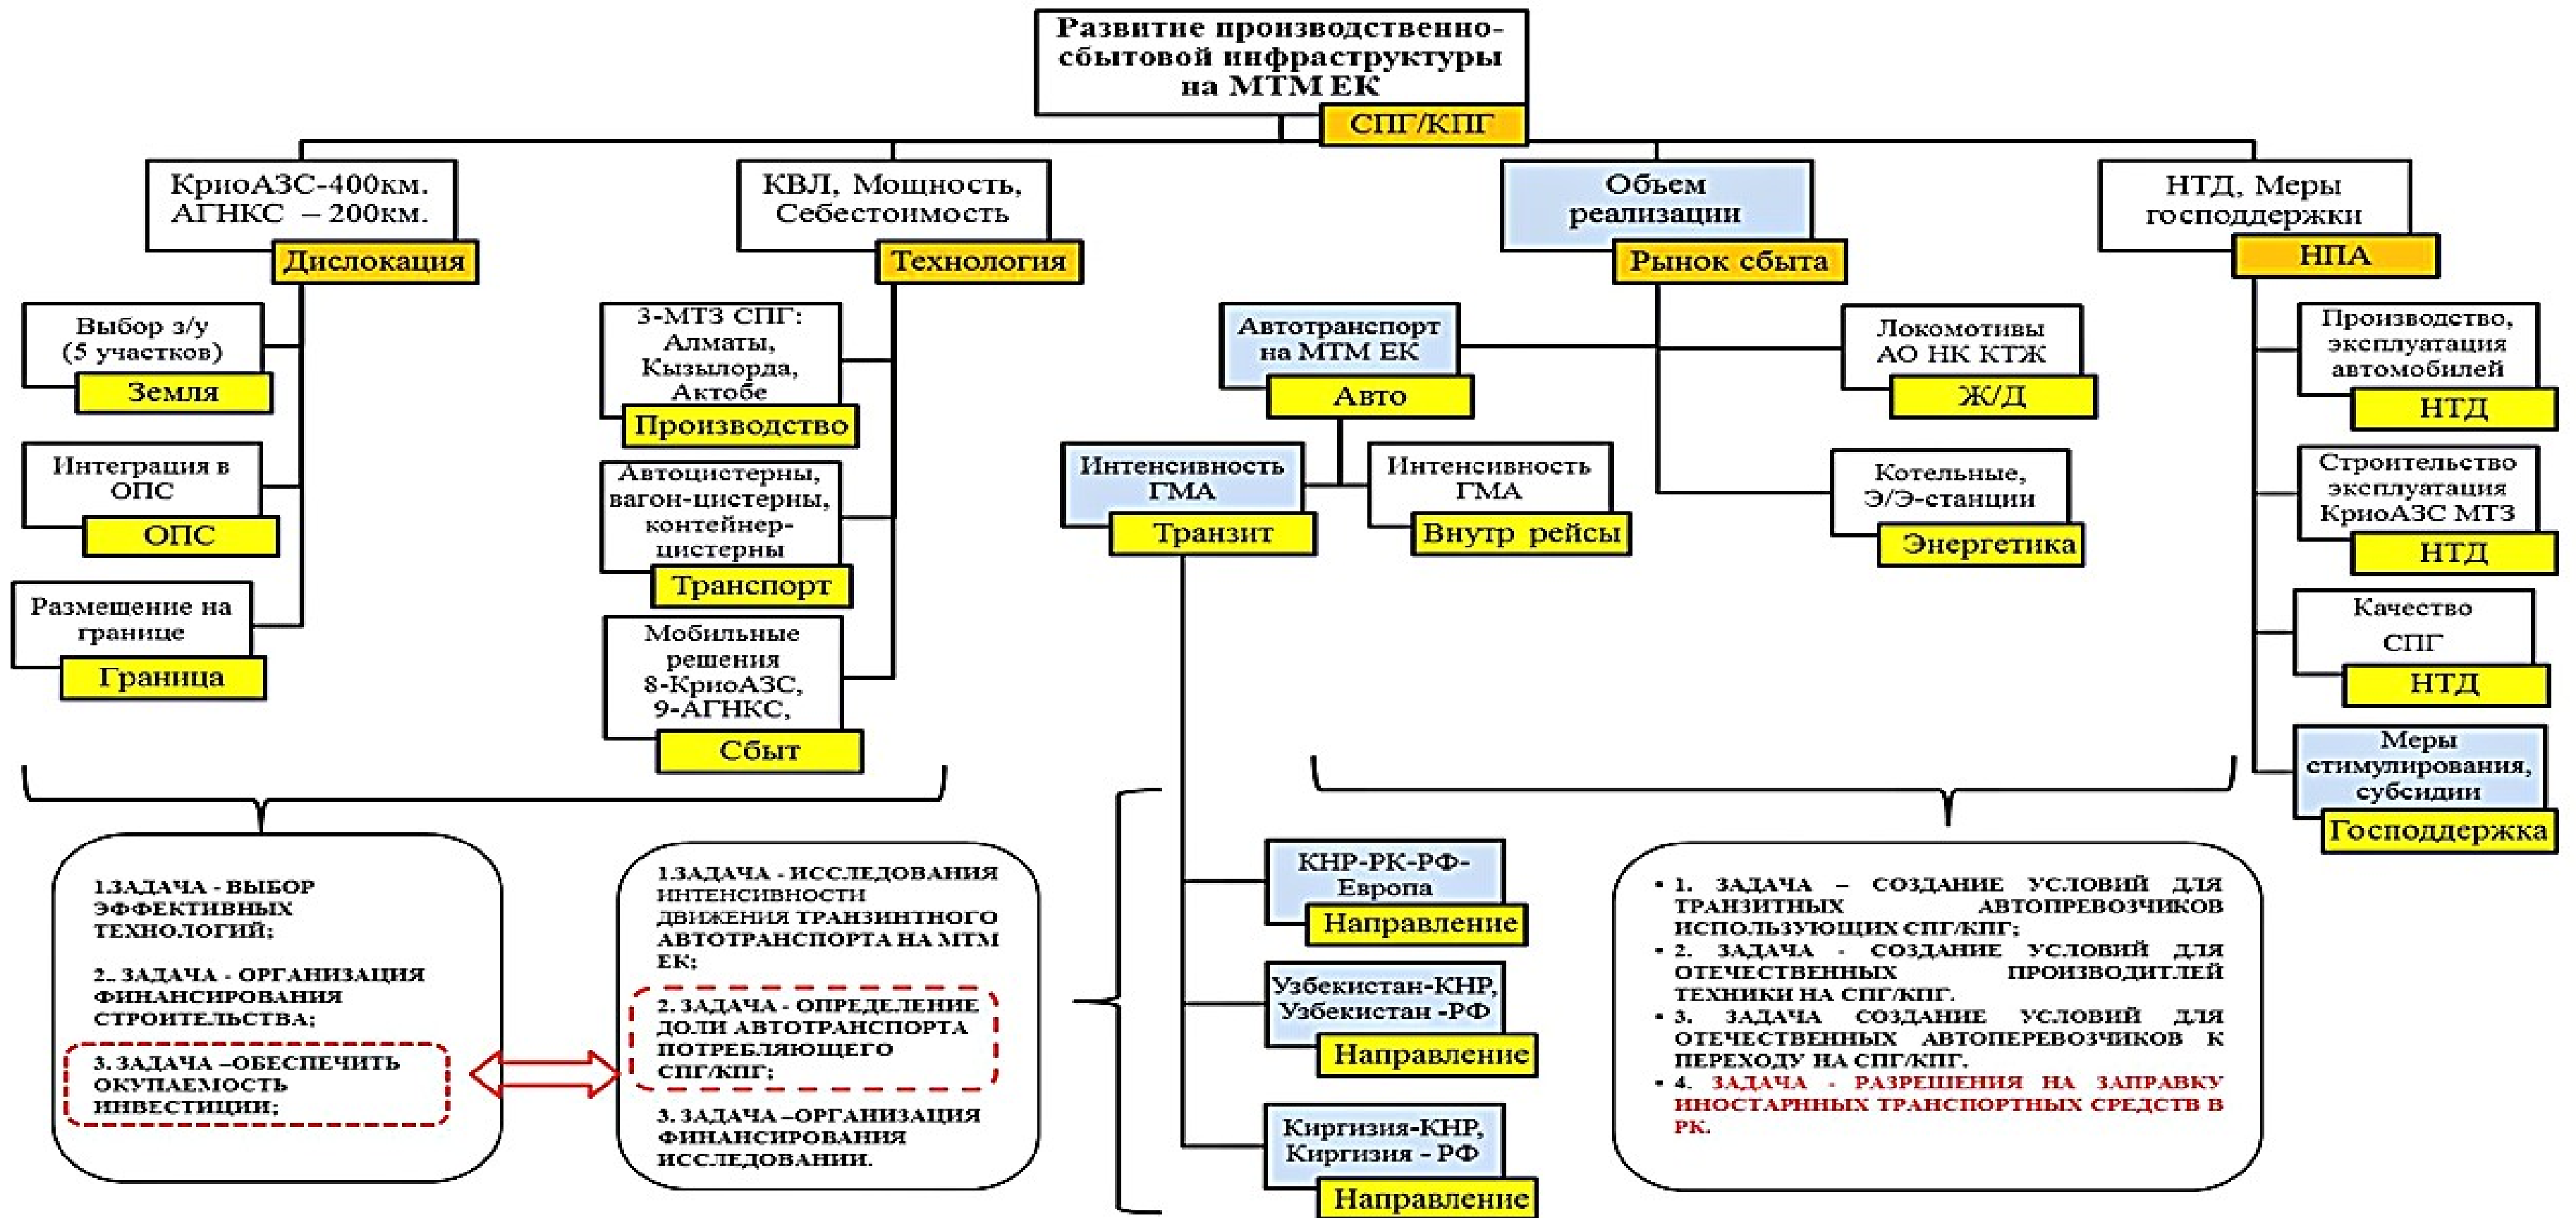 Развитие производственно-
сбытовой инфраструктуры
на МТМ ЕК
СПГ/КПГ
КриоАЗС-400км.
АГНКС – 200км.
Дислокация
Выбор з/у
(5 участков)
Земля
Интеграция в
ОПС
ОПС
Размешение на
границе
Граница
КВЛ, Мощность,
Себестоимость
Технология
3-МТЗ СПГ:
Алматы,
Кызылорда,
Актобе
Производство
Автоцистерны,
вагон-цистерны,
контейнер-
цистерны
Транспорт
Мобильные
решения
8-КриоАЗС,
9-АГНКС,
Сбыт
Объем
реализации
Рынок сбыта
Автотранспорт
на МТМ ЕК
Авто
Локомотивы
АО НК КТЖ
Ж/Д
Интенсивность
ГМА
Транзит
Интенсивность
ГМА
Внутр рейсы
Котельные,
Э/Э-станции
Энергетика
КНР-РК-РФ-
Европа
Направление
Узбекистан-КНР,
Узбекистан -РФ
Направление
Киргизия-КНР,
Киргизия - РФ
Направление
НТД, Меры
господдержки
НПА
Производство,
эксплуатация
автомобилей
НТД
Строительство
эксплуатация
КриоАЗС МТЗ
НТД
Качество
СПГ
НТД
Меры
стимулирования,
субсидии
Господдержка
1.ЗАДАЧА - ВЫБОР
ЭФФЕКТИВНЫХ
ТЕХНОЛОГИЙ;
2.. ЗАДАЧА - ОРГАНИЗАЦИЯ
ФИНАНСИРОВАНИЯ
СТРОИТЕЛЬСТВА;
3. ЗАДАЧА –ОБЕСПЕЧИТЬ
ОКУПАЕМОСТЬ
ИНВЕСТИЦИИ;
1.ЗАДАЧА - ИССЛЕДОВАНИЯ
ИНТЕНСИВНОСТИ
ДВИЖЕНИЯ ТРАНЗИНТНОГО
АВТОТРАНСПОРТА НА МТМ
ЕК;
2. ЗАДАЧА - ОПРЕДЕЛЕНИЕ
ДОЛИ АВТОТРАНСПОРТА
ПОТРЕБЛЯЮЩЕГО
СПГ/КПГ;
3. ЗАДАЧА –ОРГАНИЗАЦИЯ
ФИНАНСИРОВАНИЯ
ИССЛЕДОВАНИИ.
• 1. ЗАДАЧА – СОЗДАНИЕ УСЛОВИЙ ДЛЯ
ТРАНЗИТНЫХ АВТОПРЕВОЗЧИКОВ
ИСПОЛЬЗУЮЩИХ СПГ/КПГ;
• 2. ЗАДАЧА - СОЗДАНИЕ УСЛОВИЙ ДЛЯ
ОТЕЧЕСТВЕННЫХ ПРОИЗВОДИТЛЕЙ
ТЕХНИКИ НА СПГ/КПГ.
• 3. ЗАДАЧА СОЗДАНИЕ УСЛОВИЙ ДЛЯ
ОТЕЧЕСТВЕННЫХ АВТОПЕРЕВОЗЧИКОВ К
ПЕРЕХОДУ НА СПГ/КПГ.
• 4. ЗАДАЧА - РАЗРЕШЕНИЯ НА ЗАПРАВКУ
ИНОСТАРННЫХ ТРАНСПОРТНЫХ СРЕДСТВ В
РК.